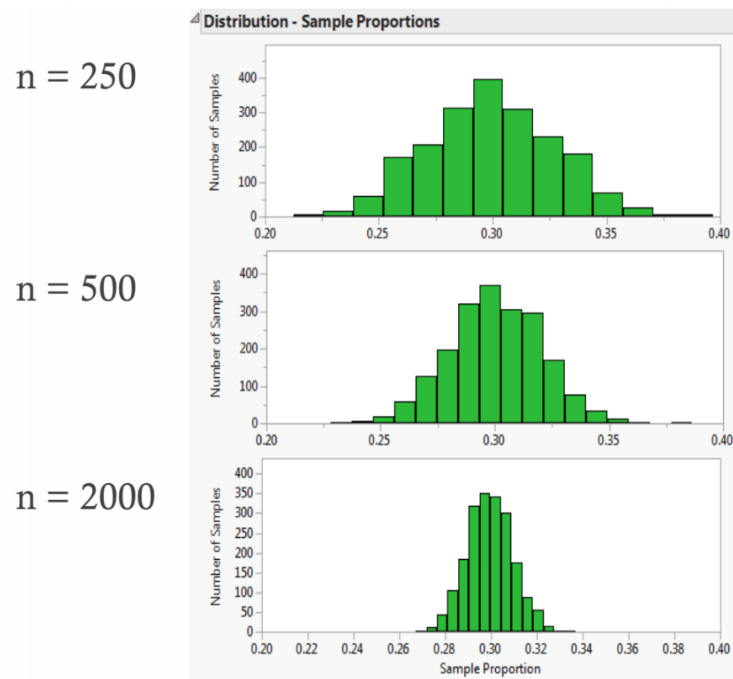 Distribution - Sample Proportions
n = 250
Number of Samples
400
300
200
100
0
0.20 0.25 0.30 0.35 0.40
n = 500
Number of Samples
400
300
200
100
0
0.20 0.25 0.30 0.35 0.40
n = 2000
Number of Samples
400
350
300
250
200
150
100
50
0
0.20 0.22 0.24 0.26 0.28 0.30 0.32 0.34 0.36 0.38 0.40
Sample Proportion